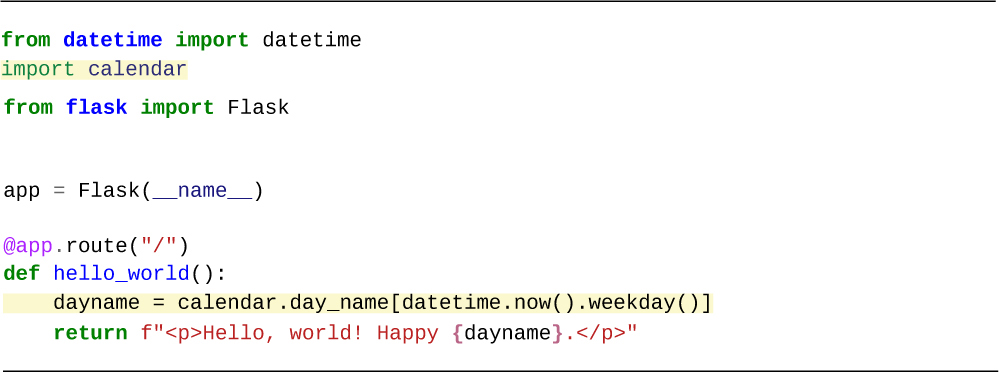 from datetime import datetime
import calendar
from flask import Flask
app = Flask(__name__)
@app.route("/")
def hello_world():
    dayname = calendar.day_name[datetime.now().weekday()]
    return f"<p>Hello, world! Happy {dayname}.</p>"